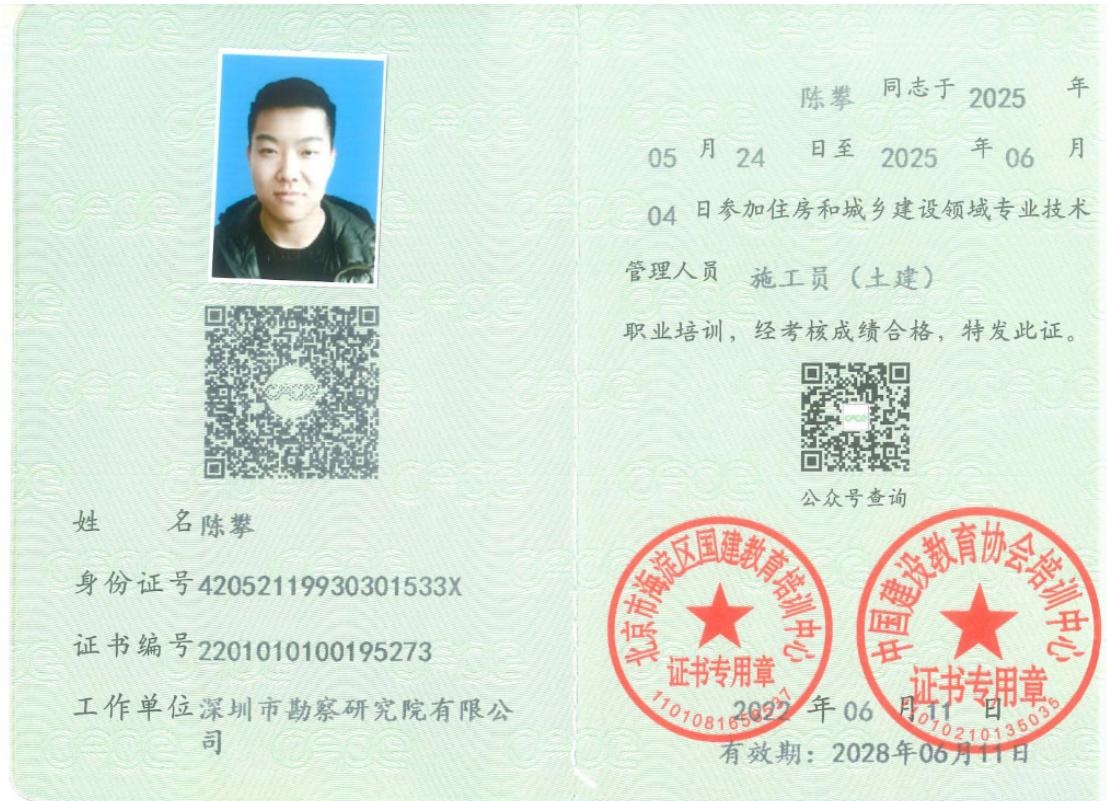 陈攀 同志于 2025 年
05 月 24 日至 2025 年 06 月
04 日参加住房和城乡建设领域专业技术
管理人员 施工员（土建）
职业培训，经考核成绩合格，特发此证。
公众号查询
姓 名陈攀
身份证号42052119930301533X
证书编号2201010100195273
工作单位深圳市勘察研究院有限公
司
北京市海淀区国建教育培训中心
证书专用章
中国建设教育协会培训中心
证书专用章
11010210135035
2022 年 06 月 11 日
有效期：2028年06月11日